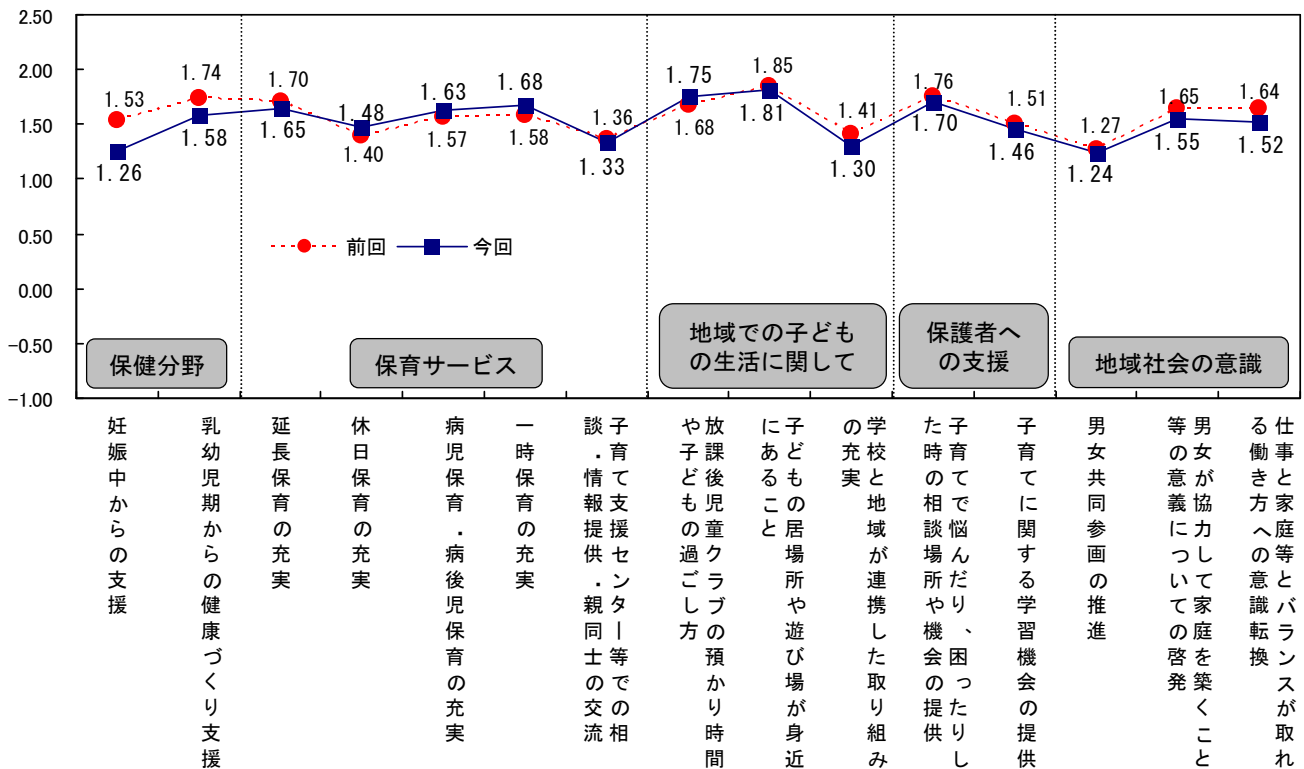 2.50
2.00
1.50
1.00
0.50
0.00
-0.50
-1.00
1.53
1.74
1.70
1.48
1.63
1.68
1.36
1.75
1.85
1.41
1.76
1.51
1.27
1.65
1.64
1.26
1.58
1.65
1.40
1.57
1.58
1.33
1.68
1.81
1.30
1.70
1.46
1.24
1.55
1.52
前回
今回
保健分野
保育サービス
地域での子ども
の生活に関して
保護者へ
の支援
地域社会の意識
妊娠中からの支援
乳幼児期からの健康づくり支援
延長保育の充実
休日保育の充実
病児保育．病後児保育の充実
一時保育の充実
子育て支援センター等での相
談．情報提供．親同士の交流
放課後児童クラブの預かり時間
や子どもの過ごし方
子どもの居場所や遊び場が身近
にあること
学校と地域が連携した取り組み
の充実
子育てで悩んだり、困ったりし
た時の相談場所や機会の提供
子育てに関する学習機会の提供
男女共同参画の推進
男女が協力して家庭を築くこと
等の意義についての啓発
仕事と家庭等とバランスが取れ
る働き方への意識転換